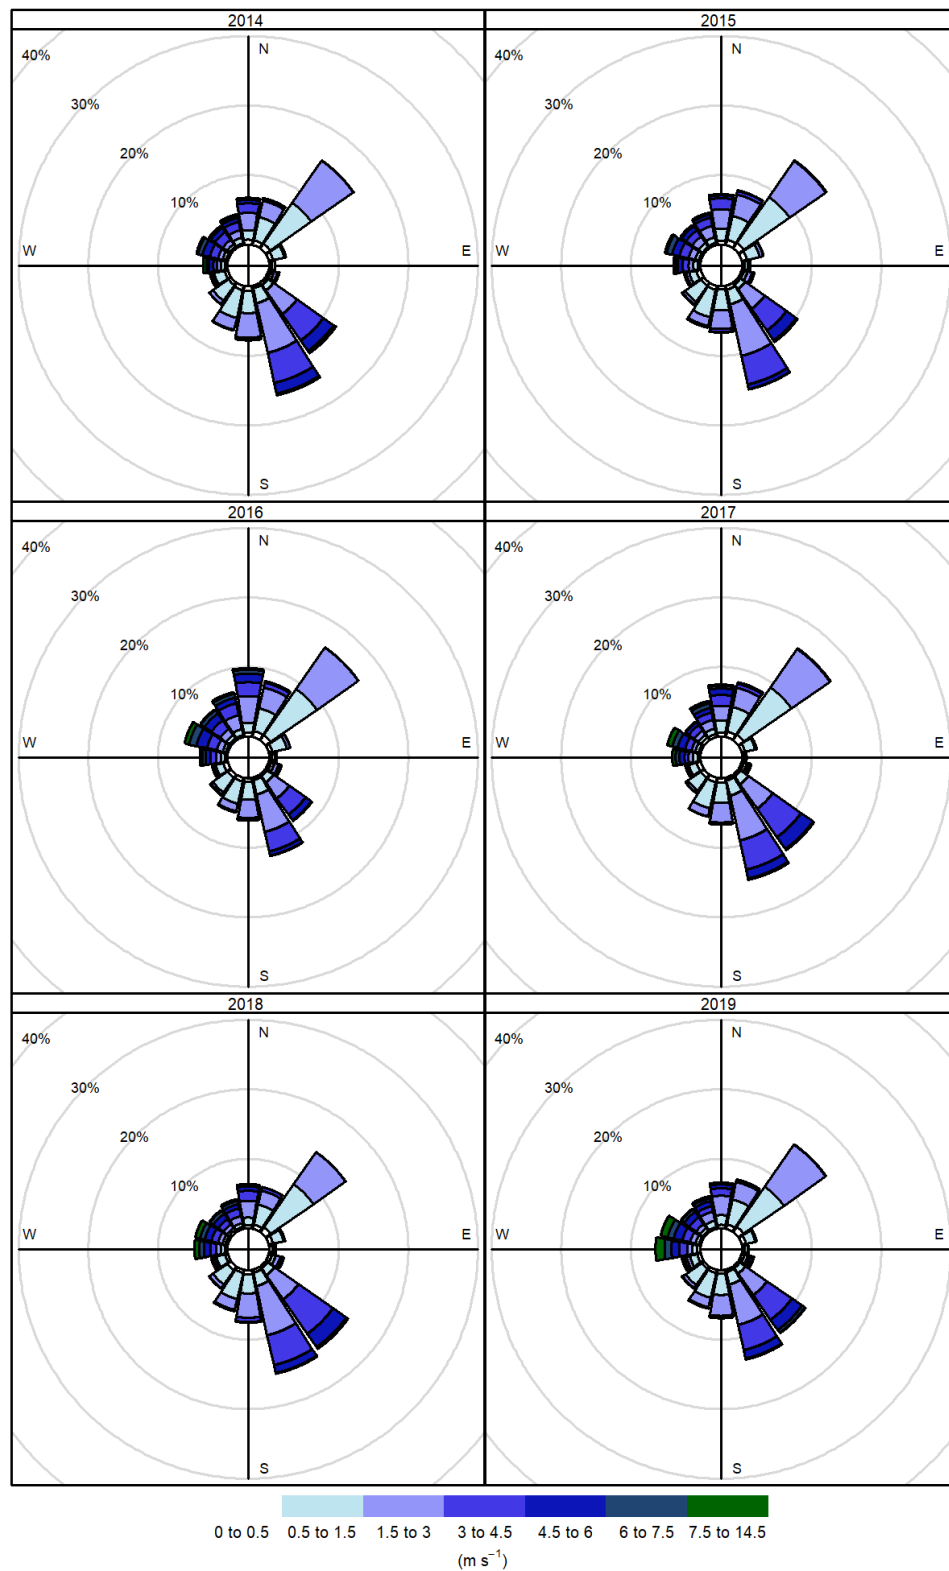 2014
2015
40%
N
30%
20%
10%
W
E
S
40%
N
30%
20%
10%
W
E
S
2016
2017
40%
N
30%
20%
10%
W
E
S
40%
N
30%
20%
10%
W
E
S
2018
2019
40%
N
30%
20%
10%
W
E
S
40%
N
30%
20%
10%
W
E
S
0 to 0.5 0.5 to 1.5 1.5 to 3 3 to 4.5 4.5 to 6 6 to 7.5 7.5 to 14.5
(m s⁻¹)